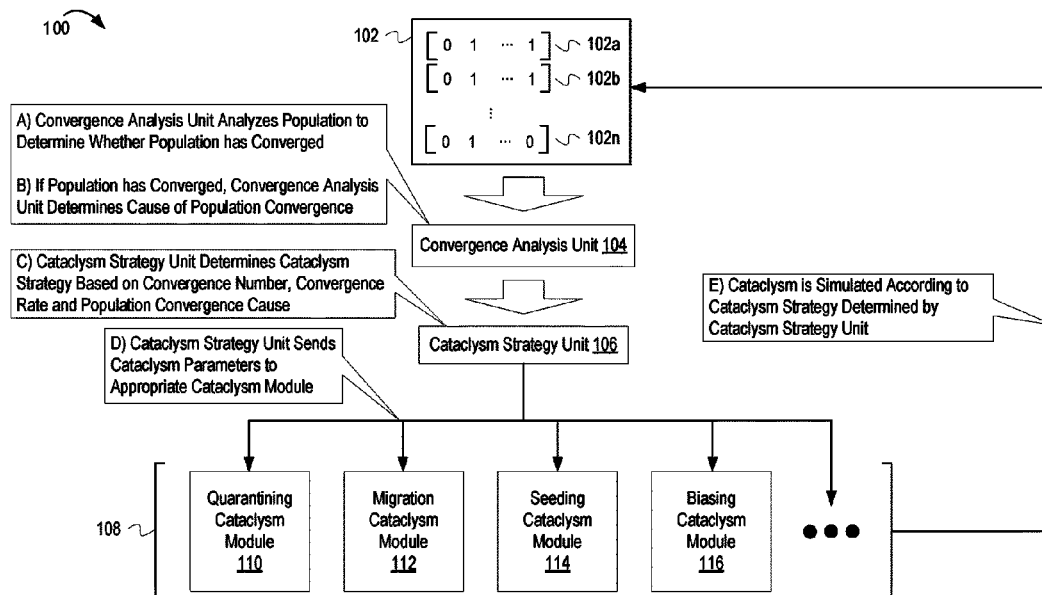 100
102
0 1 ... 1 102a
0 1 ... 1 102b
⋮
0 1 ... 0 102n
A) Convergence Analysis Unit Analyzes Population to
Determine Whether Population has Converged
B) If Population has Converged, Convergence Analysis
Unit Determines Cause of Population Convergence
Convergence Analysis Unit 104
C) Cataclysm Strategy Unit Determines Cataclysm
Strategy Based on Convergence Number, Convergence
Rate and Population Convergence Cause
E) Cataclysm is Simulated According to
Cataclysm Strategy Determined by
Cataclysm Strategy Unit
Cataclysm Strategy Unit 106
D) Cataclysm Strategy Unit Sends
Cataclysm Parameters to
Appropriate Cataclysm Module
108
Quarantining
Cataclysm
Module
110
Migration
Cataclysm
Module
112
Seeding
Cataclysm
Module
114
Biasing
Cataclysm
Module
116